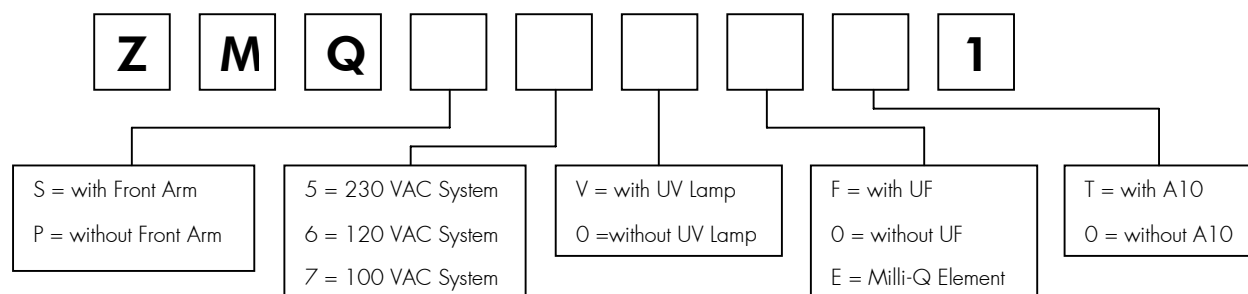 Z M Q 1
S = with Front Arm
P = without Front Arm
5 = 230 VAC System
6 = 120 VAC System
7 = 100 VAC System
V = with UV Lamp
0 =without UV Lamp
F = with UF
0 = without UF
E = Milli-Q Element
T = with A10
0 = without A10